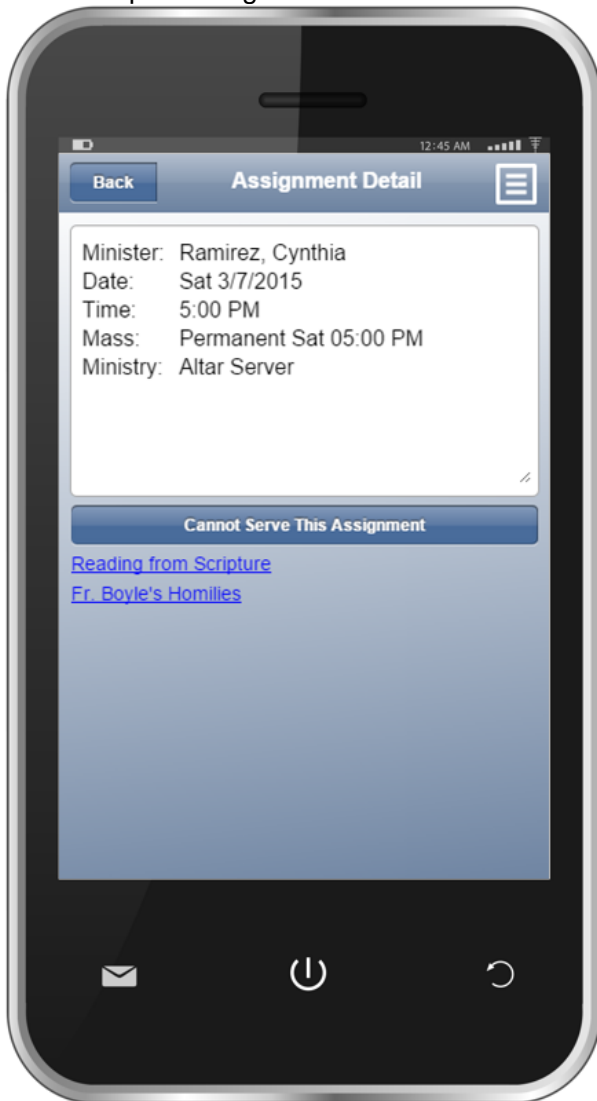 12:45 AM
Back
Assignment Detail
Minister: Ramirez, Cynthia
Date: Sat 3/7/2015
Time: 5:00 PM
Mass: Permanent Sat 05:00 PM
Ministry: Altar Server
Cannot Serve This Assignment
Reading from Scripture
Fr. Boyle's Homilies